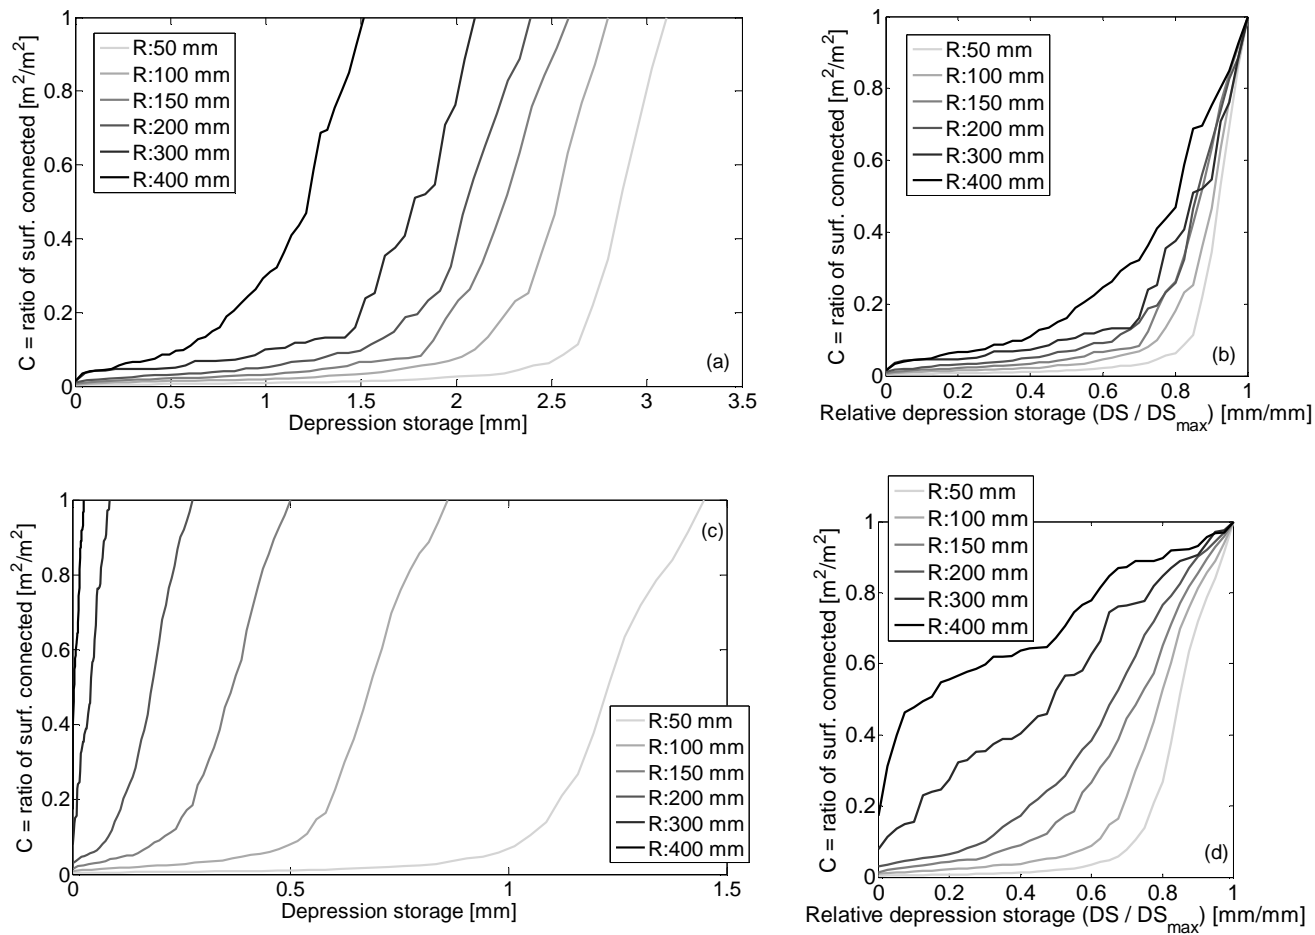 C = ratio of surf. connected [m²/m²]
1
0.8
0.6
0.4
0.2
0
R:50 mm
R:100 mm
R:150 mm
R:200 mm
R:300 mm
R:400 mm
(a)
0 0.5 1 1.5 2 2.5 3 3.5
Depression storage [mm]
C = ratio of surf. connected [m²/m²]
1
0.8
0.6
0.4
0.2
0
R:50 mm
R:100 mm
R:150 mm
R:200 mm
R:300 mm
R:400 mm
(b)
0 0.2 0.4 0.6 0.8 1
Relative depression storage (DS / DSmax) [mm/mm]
C = ratio of surf. connected [m²/m²]
1
0.8
0.6
0.4
0.2
0
(c)
R:50 mm
R:100 mm
R:150 mm
R:200 mm
R:300 mm
R:400 mm
0 0.5 1 1.5
Depression storage [mm]
R:50 mm
R:100 mm
R:150 mm
R:200 mm
R:300 mm
R:400 mm
C = ratio of surf. connected [m²/m²]
1
0.8
0.6
0.4
0.2
0
(d)
0 0.2 0.4 0.6 0.8 1
Relative depression storage (DS / DSmax) [mm/mm]